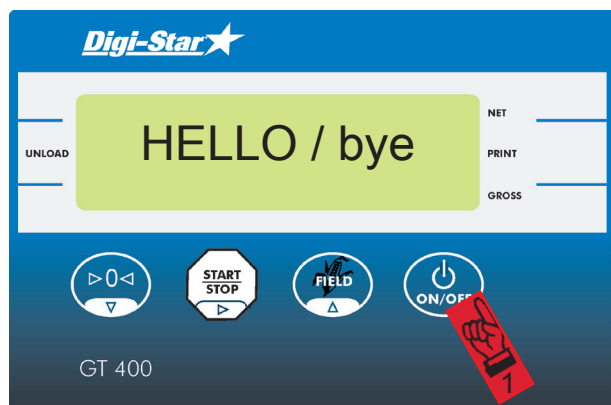 Digi-Star
NET
UNLOAD
HELLO / bye
PRINT
GROSS
>0<
START
STOP
FIELD
ON/OFF
1
GT 400